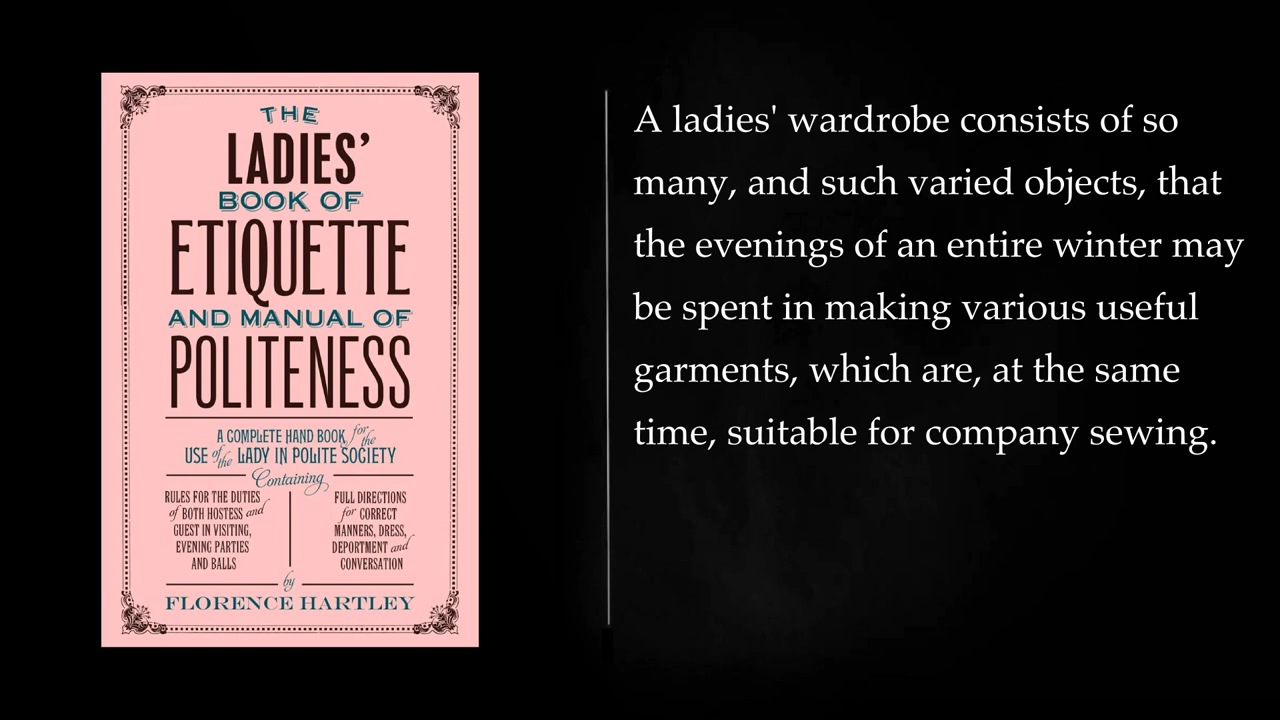 THE
LADIES'
BOOK OF
ETIQUETTE
AND MANUAL OF
POLITENESS
A COMPLETE HAND BOOK for the
USE of the LADY IN POLITE SOCIETY
Containing
RULES FOR THE DUTIES
of BOTH HOSTESS and
GUEST IN VISITING,
EVENING PARTIES
AND BALLS
FULL DIRECTIONS
for CORRECT
MANNERS, DRESS,
DEPORTMENT and
CONVERSATION
by
FLORENCE HARTLEY
A ladies' wardrobe consists of so
many, and such varied objects, that
the evenings of an entire winter may
be spent in making various useful
garments, which are, at the same
time, suitable for company sewing.